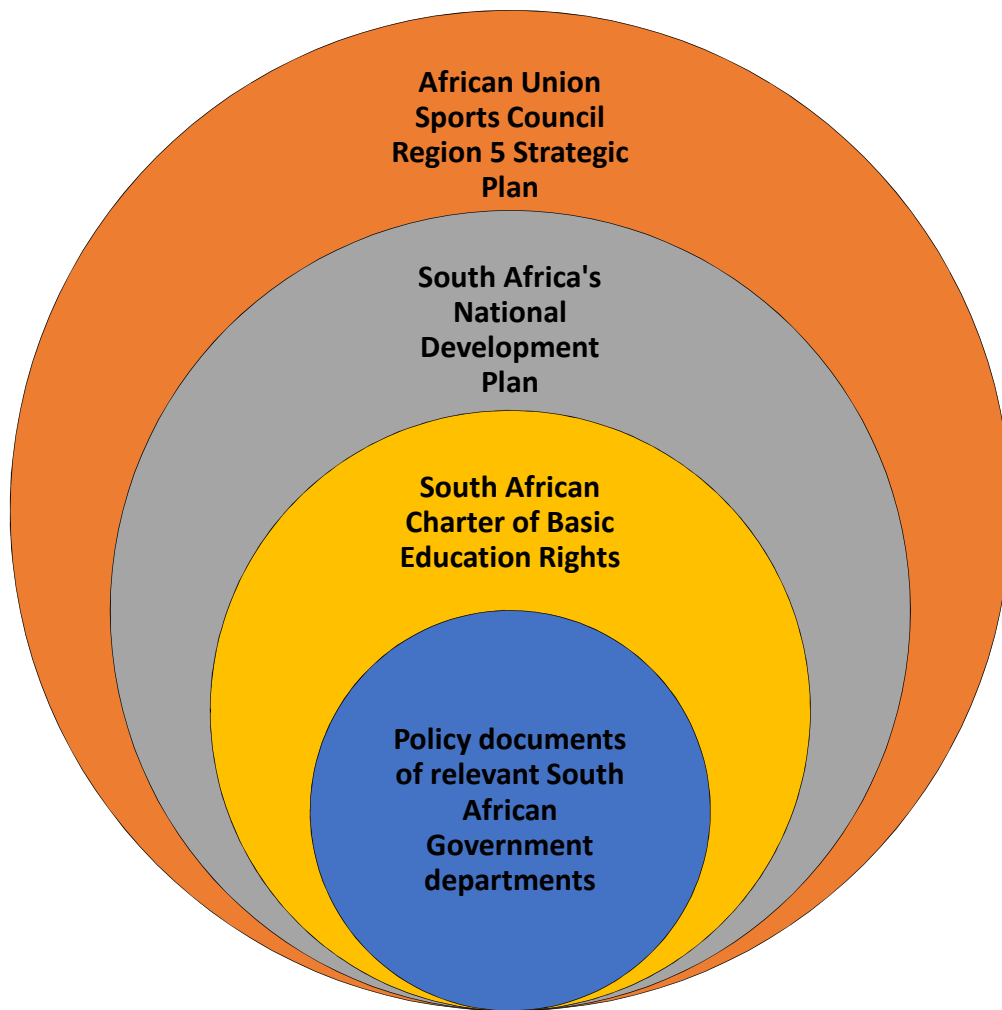 African Union
Sports Council
Region 5 Strategic
Plan
South Africa's
National
Development
Plan
South African
Charter of Basic
Education Rights
Policy documents
of relevant South
African
Government
departments